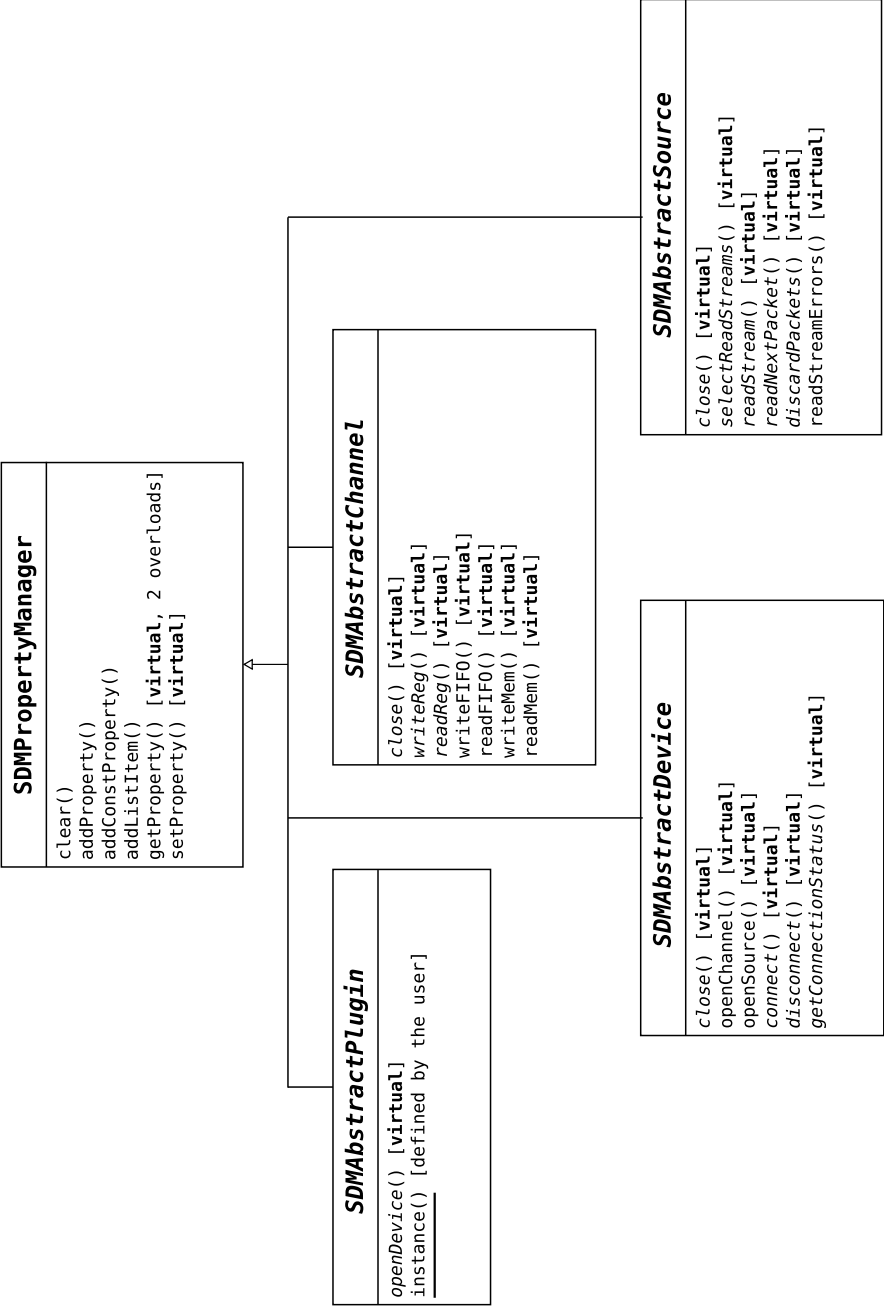 SDMPropertyManager
clear()
addProperty()
addConstProperty()
addListItem()
getProperty() [virtual, 2 overloads]
setProperty() [virtual]
SDMAbstractPlugin
openDevice() [virtual]
instance() [defined by the user]
SDMAbstractChannel
close() [virtual]
writeReg() [virtual]
readReg() [virtual]
writeFIFO() [virtual]
readFIFO() [virtual]
writeMem() [virtual]
readMem() [virtual]
SDMAbstractDevice
close() [virtual]
openChannel() [virtual]
openSource() [virtual]
connect() [virtual]
disconnect() [virtual]
getConnectionStatus() [virtual]
SDMAbstractSource
close() [virtual]
selectReadStreams() [virtual]
readStream() [virtual]
readNextPacket() [virtual]
discardPackets() [virtual]
readStreamErrors() [virtual]